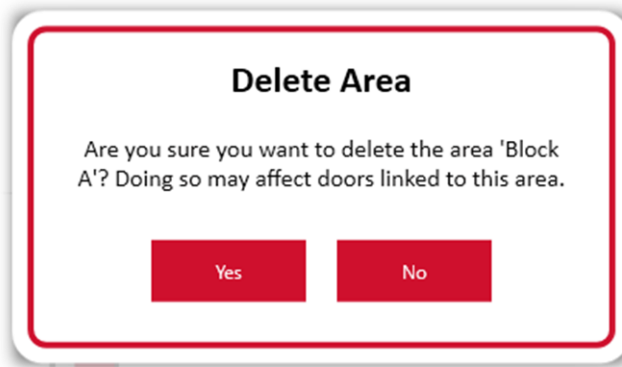 Delete Area
Are you sure you want to delete the area 'Block
A'? Doing so may affect doors linked to this area.
Yes
No